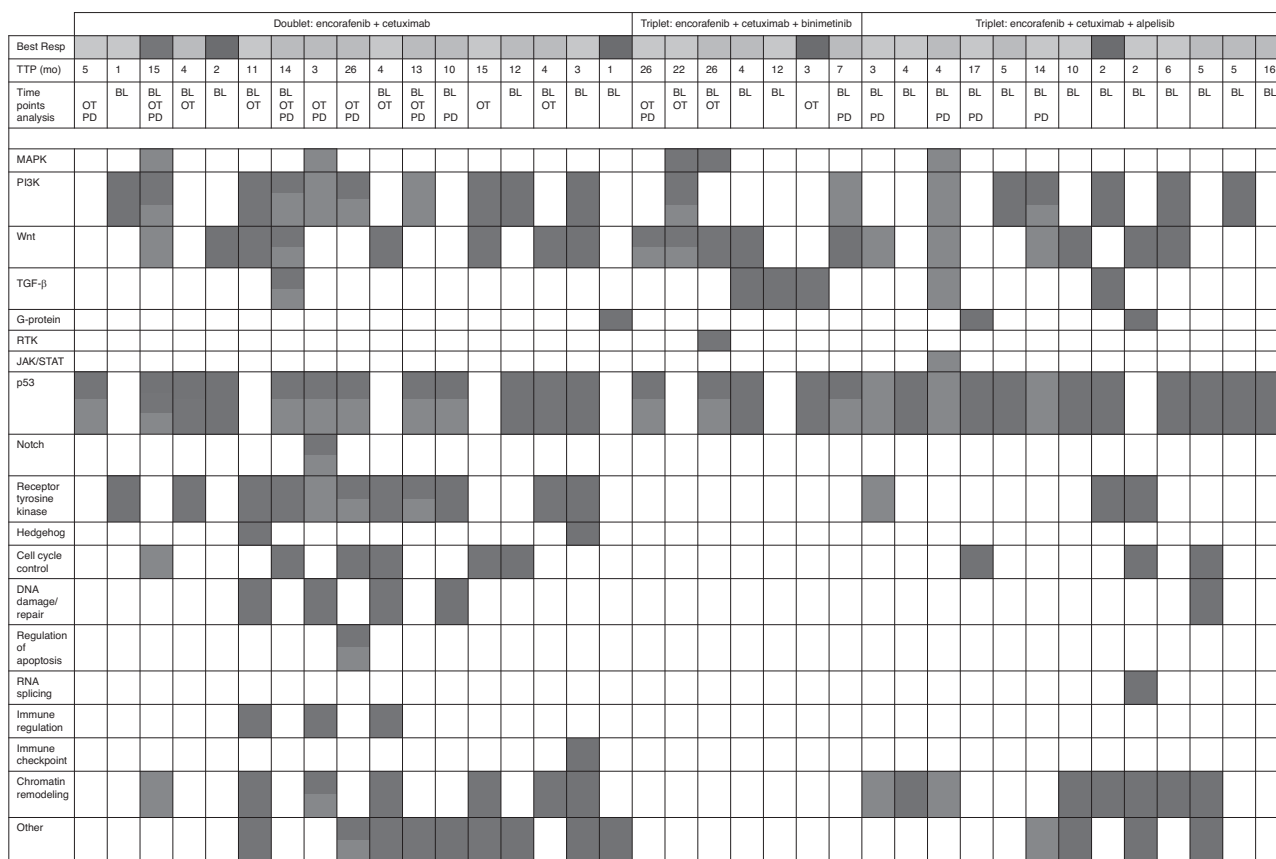 Doublet: encorafenib + cetuximab Triplet: encorafenib + cetuximab + binimetinib Triplet: encorafenib + cetuximab + alpelisib
Best Resp
TTP (mo) 5 1 15 4 2 11 14 3 26 4 13 10 15 12 4 3 1 26 22 26 4 12 3 7 3 4 4 17 5 14 10 2 2 6 5 5 16
Time BL BL BL BL BL BL BL BL BL BL BL BL BL BL BL BL BL BL BL BL BL BL BL BL BL BL BL BL BL BL BL
points OT OT OT OT OT OT OT OT OT OT OT OT OT OT OT
analysis PD PD PD PD PD PD PD PD PD PD PD PD PD
MAPK
PI3K
Wnt
TGF-β
G-protein
RTK
JAK/STAT
p53
Notch
Receptor
tyrosine
kinase
Hedgehog
Cell cycle
control
DNA
damage/
repair
Regulation
of
apoptosis
RNA
splicing
Immune
regulation
Immune
checkpoint
Chromatin
remodeling
Other